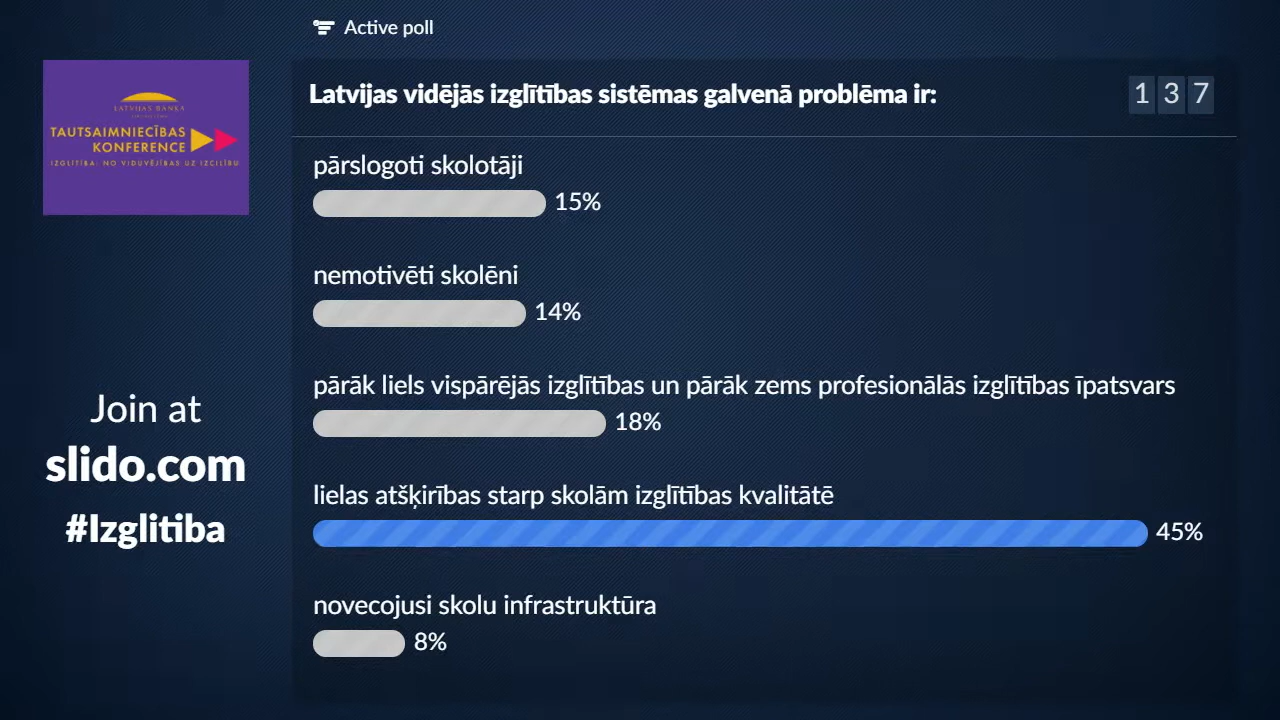 Active poll
LATVIJAS BANKA
TAUTSAIMNIECĪBAS
KONFERENCE
IZGLĪTĪBA: NO VIDUVĒJĪBAS UZ IZCILĪBU
Join at
slido.com
#Izglitiba
Latvijas vidējās izglītības sistēmas galvenā problēma ir:
137
pārslogoti skolotāji
15%
nemotivēti skolēni
14%
pārāk liels vispārējās izglītības un pārāk zems profesionālās izglītības īpatsvars
18%
lielas atšķirības starp skolām izglītības kvalitātē
45%
novecojusi skolu infrastruktūra
8%